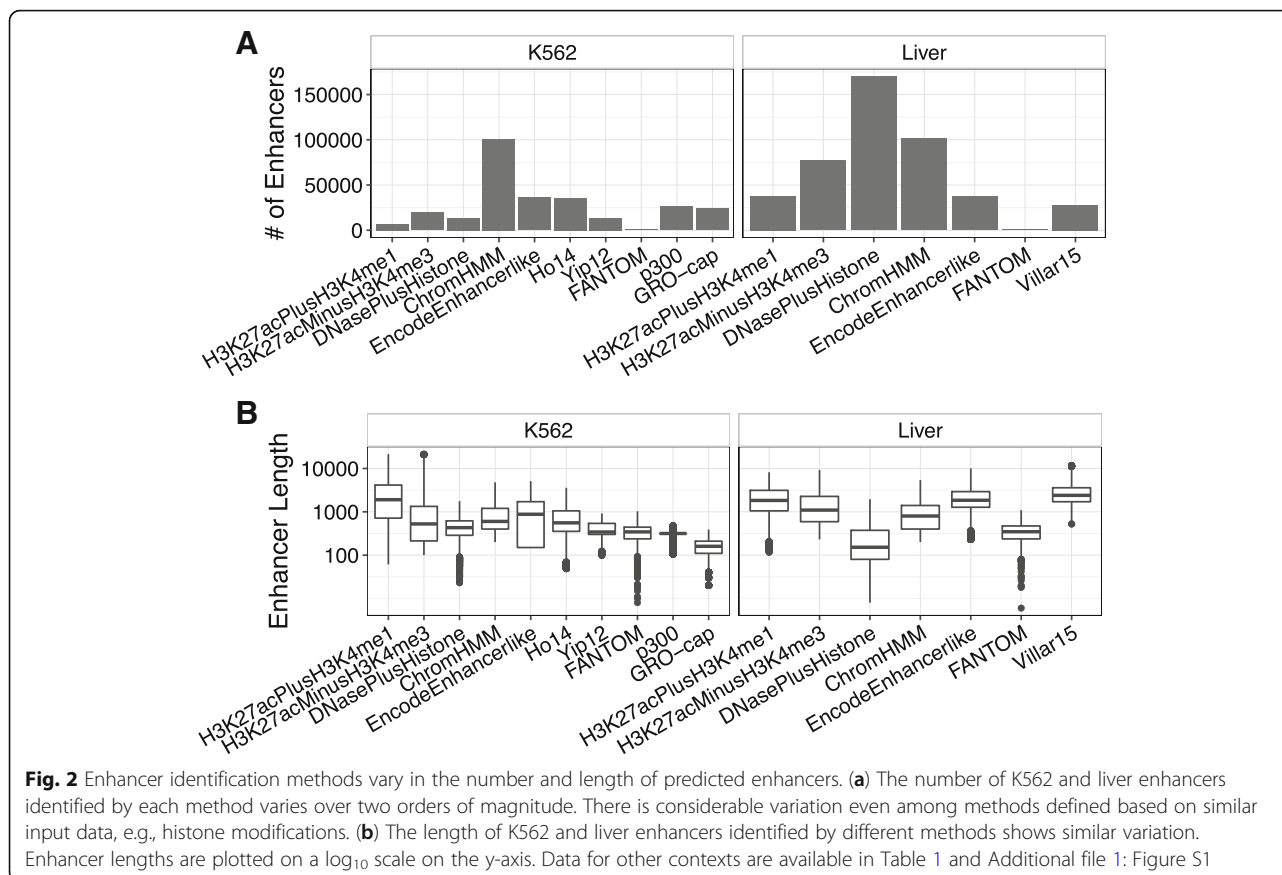 A
K562
Liver
# of Enhancers
150000
100000
50000
0
H3K27acPlusH3K4me1
H3K27acMinusH3K4me3
DNasePlusHistone
ChromHMM
EncodeEnhancerlike
Ho14
Yip12
FANTOM
p300
GRO-cap
H3K27acPlusH3K4me1
H3K27acMinusH3K4me3
DNasePlusHistone
ChromHMM
EncodeEnhancerlike
FANTOM
Villar15
B
K562
Liver
Enhancer Length
10000
1000
100
H3K27acPlusH3K4me1
H3K27acMinusH3K4me3
DNasePlusHistone
ChromHMM
EncodeEnhancerlike
Ho14
Yip12
FANTOM
p300
GRO-cap
H3K27acPlusH3K4me1
H3K27acMinusH3K4me3
DNasePlusHistone
ChromHMM
EncodeEnhancerlike
FANTOM
Villar15
Fig. 2 Enhancer identification methods vary in the number and length of predicted enhancers. (a) The number of K562 and liver enhancers
identified by each method varies over two orders of magnitude. There is considerable variation even among methods defined based on similar
input data, e.g., histone modifications. (b) The length of K562 and liver enhancers identified by different methods shows similar variation.
Enhancer lengths are plotted on a log₁₀ scale on the y-axis. Data for other contexts are available in Table 1 and Additional file 1: Figure S1